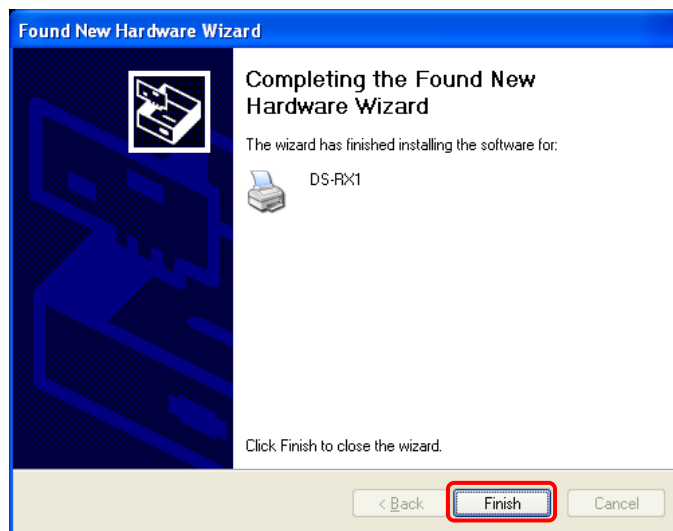 Found New Hardware Wizard
Completing the Found New
Hardware Wizard
The wizard has finished installing the software for:
DS-RX1
Click Finish to close the wizard.
< Back
Finish
Cancel